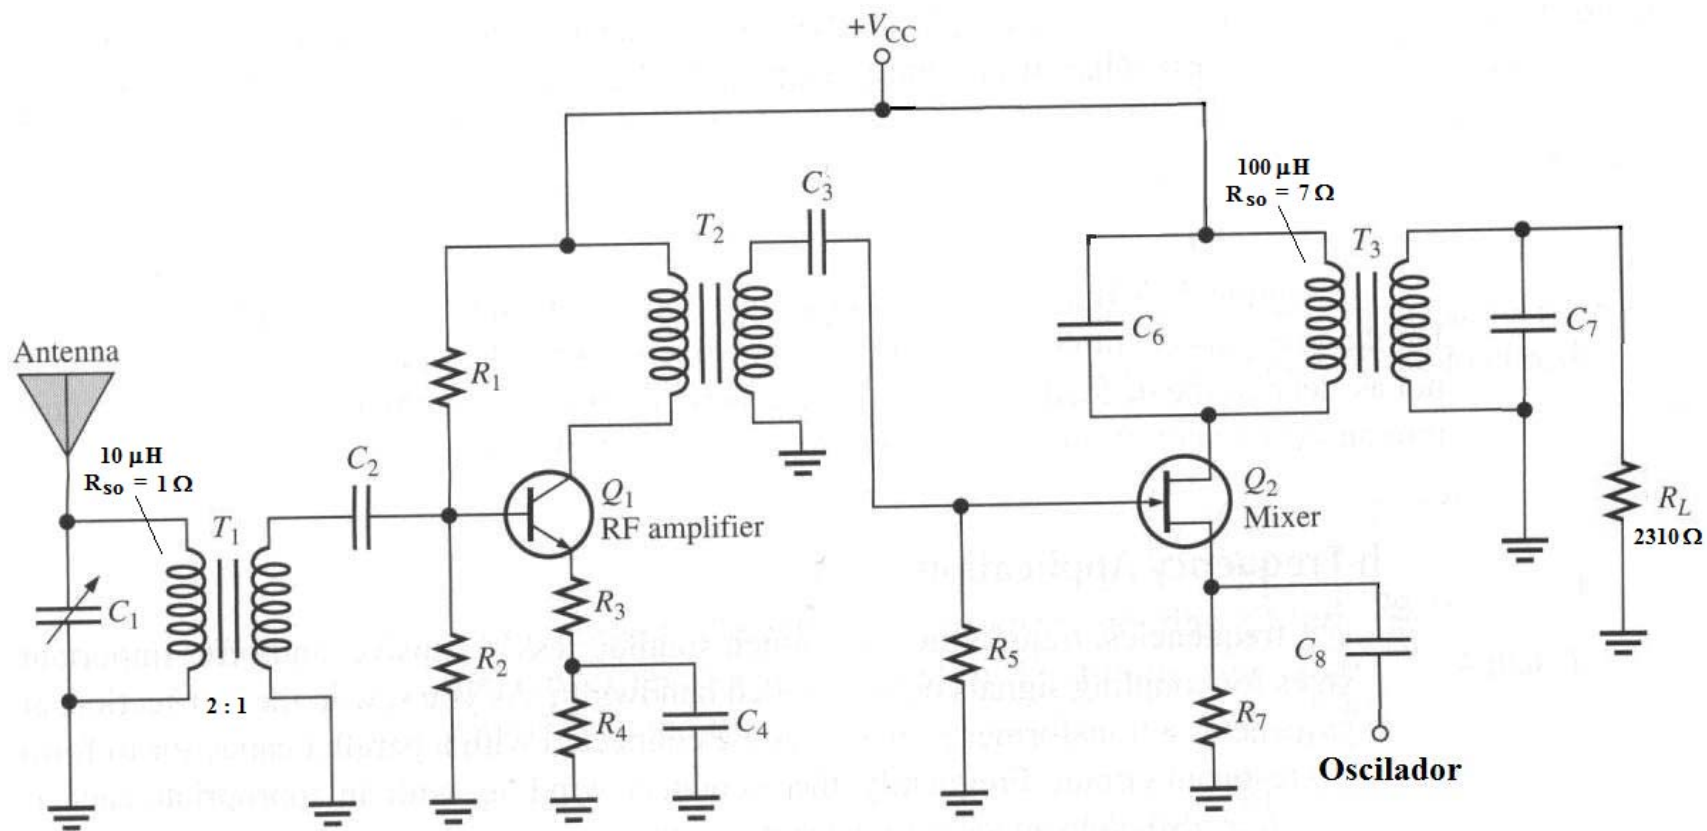 +V_CC
100 µH
R_so = 7 Ω
C_3
T_2
T_3
C_6
C_7
Antenna
R_1
10 µH
R_so = 1 Ω
C_2
Q_1
RF amplifier
Q_2
Mixer
R_L
2310 Ω
T_1
C_1
R_3
R_2
R_5
C_8
2 : 1
R_4
C_4
R_7
Oscilador